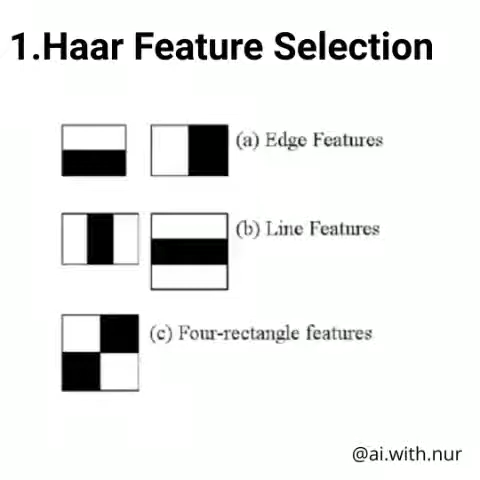 1.Haar Feature Selection
(a) Edge Features
(b) Line Features
(c) Four-rectangle features
@ai.with.nur